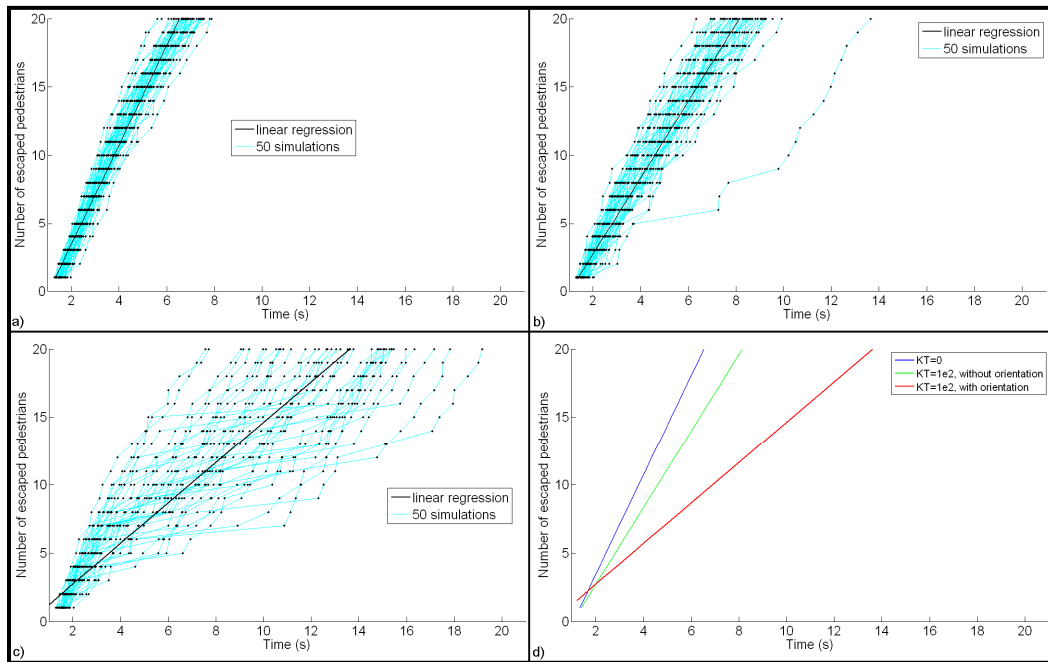 Number of escaped pedestrians
20
15
10
5
0
linear regression
50 simulations
2 4 6 8 10 12 14 16 18 20
Time (s)
a)
Number of escaped pedestrians
20
15
10
5
0
linear regression
50 simulations
2 4 6 8 10 12 14 16 18 20
Time (s)
b)
Number of escaped pedestrians
20
15
10
5
0
linear regression
50 simulations
2 4 6 8 10 12 14 16 18 20
Time (s)
c)
Number of escaped pedestrians
20
15
10
5
0
KT=0
KT=1e2, without orientation
KT=1e2, with orientation
2 4 6 8 10 12 14 16 18 20
Time (s)
d)